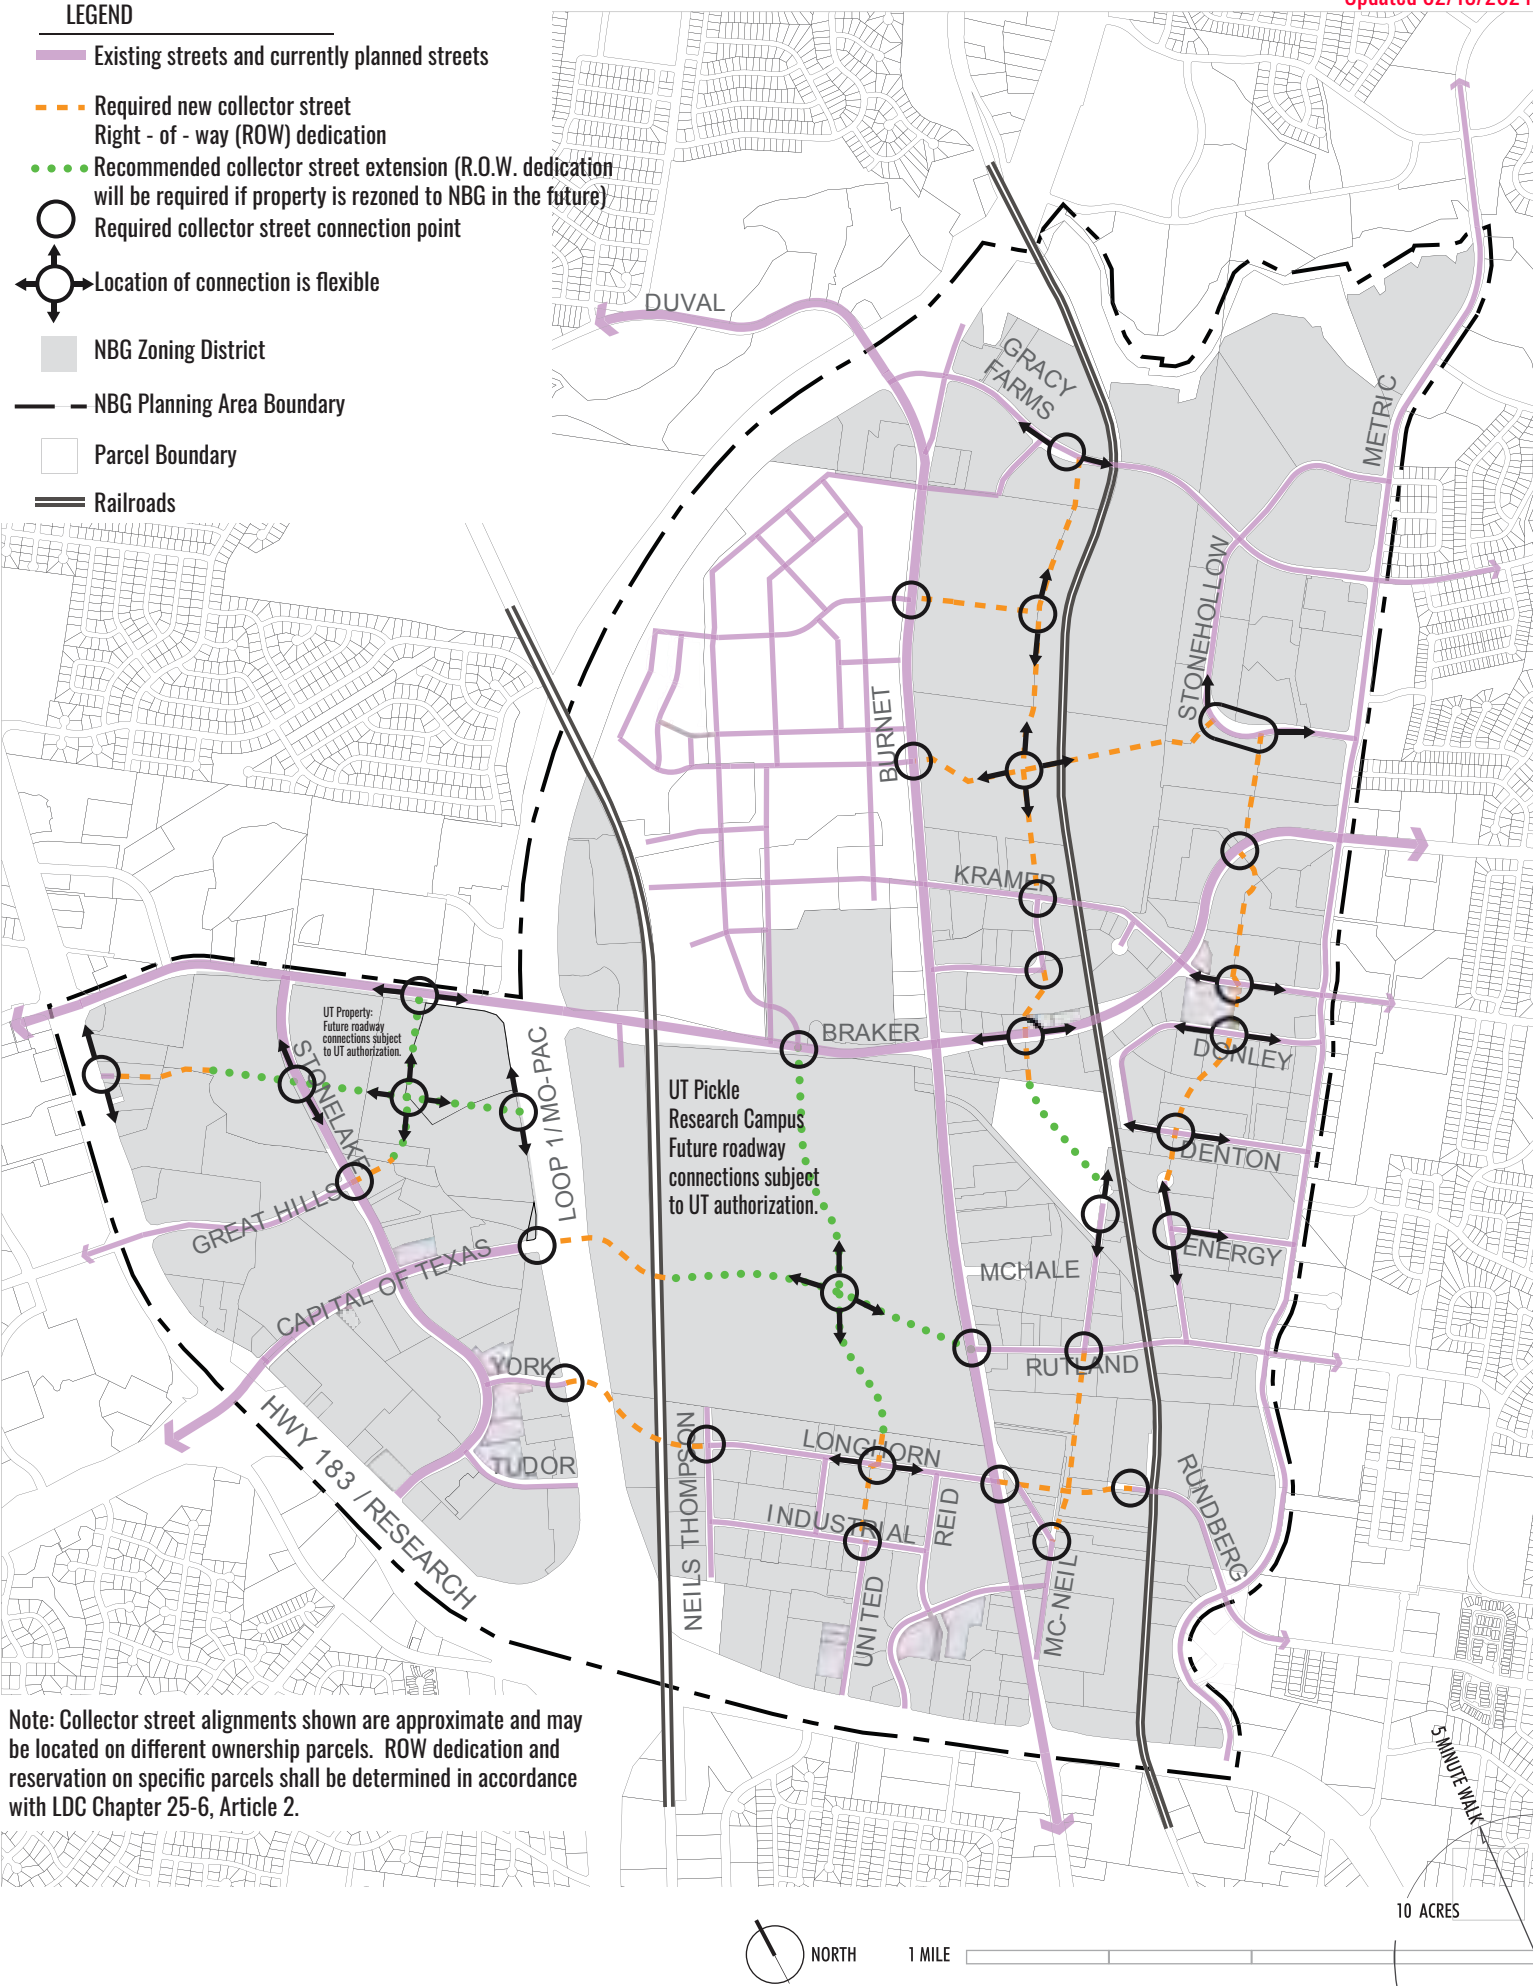 LEGEND
Existing streets and currently planned streets
Required new collector street
Right - of - way (ROW) dedication
Recommended collector street extension (R.O.W. dedication
will be required if property is rezoned to NBG in the future)
Required collector street connection point
Location of connection is flexible
NBG Zoning District
NBG Planning Area Boundary
Parcel Boundary
Railroads
DUVAL
GRACY
FARMS
METRIC
STONEHOLLOW
BURNET
KRAMER
BRAKER
DONLEY
UT Property:
Future roadway
connections subject
to UT authorization.
STONELAKE
LOOP 1/MO-PAC
UT Pickle
Research Campus
Future roadway
connections subject
to UT authorization.
DENTON
GREAT HILLS
ENERGY
CAPITAL OF TEXAS
MCHALE
YORK
RUTLAND
HWY 183 / RESEARCH
TUDOR
NEILS THOMPSON
LONGHORN
INDUSTRIAL
REID
UNITED
MC-NEIL
RUNDBERG
Note: Collector street alignments shown are approximate and may
be located on different ownership parcels. ROW dedication and
reservation on specific parcels shall be determined in accordance
with LDC Chapter 25-6, Article 2.
5 MINUTE WALK
10 ACRES
NORTH
1 MILE